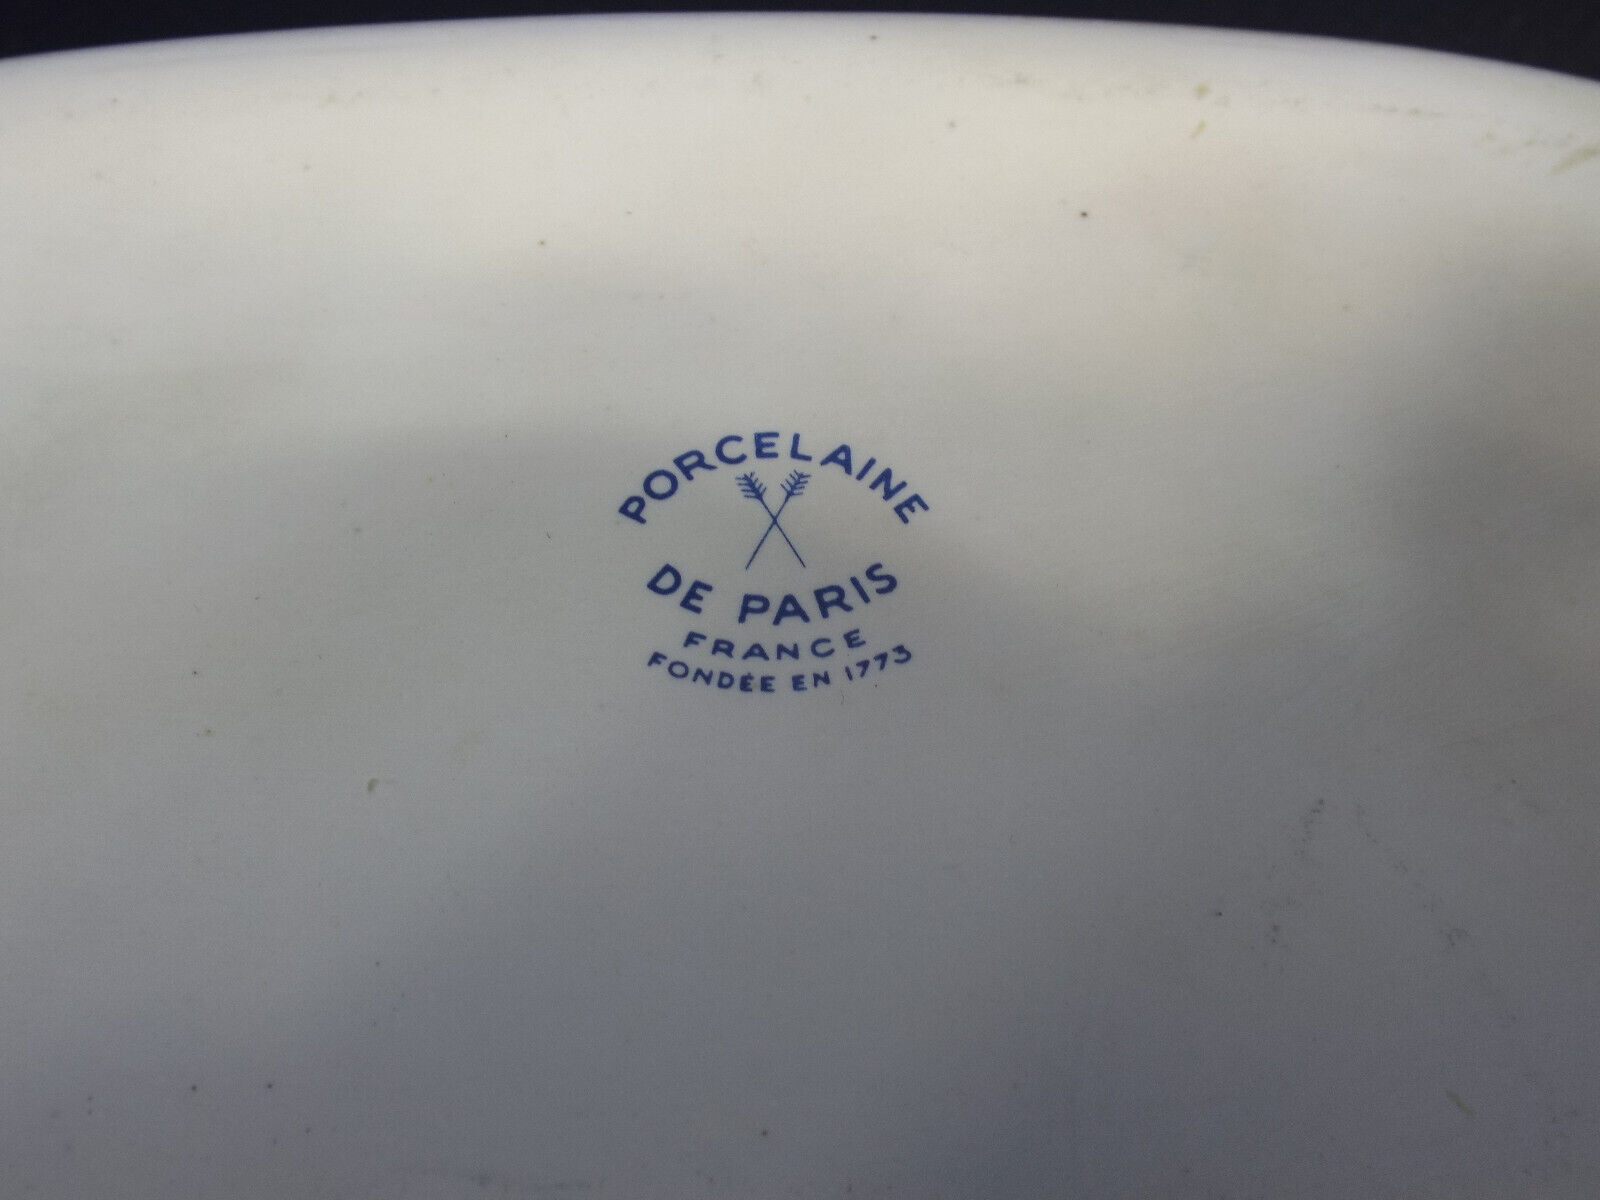 PORCELAINE
DE PARIS
FRANCE
FONDÉE EN 1773